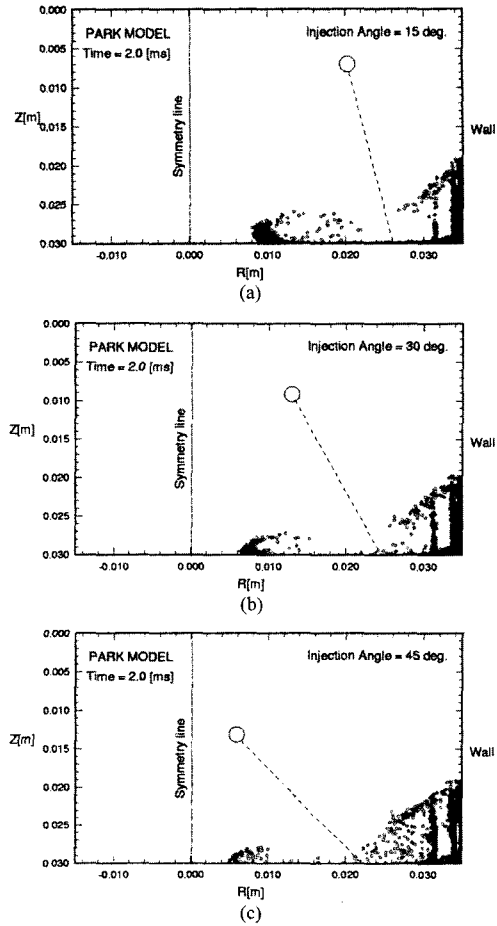 0.000
PARK MODEL
Injection Angle = 15 deg.
Time = 2.0 [ms]
0.005
0.010
Z[m]
Symmetry line
Wall
0.015
0.020
0.025
0.030
-0.010 0.000 0.010 0.020 0.030
R[m]
(a)
0.000
PARK MODEL
Injection Angle = 30 deg.
Time = 2.0 [ms]
0.005
0.010
Z[m]
Symmetry line
Wall
0.015
0.020
0.025
0.030
-0.010 0.000 0.010 0.020 0.030
R[m]
(b)
0.000
PARK MODEL
Injection Angle = 45 deg.
Time = 2.0 [ms]
0.005
0.010
Z[m]
Symmetry line
Wall
0.015
0.020
0.025
0.030
-0.010 0.000 0.010 0.020 0.030
R[m]
(c)